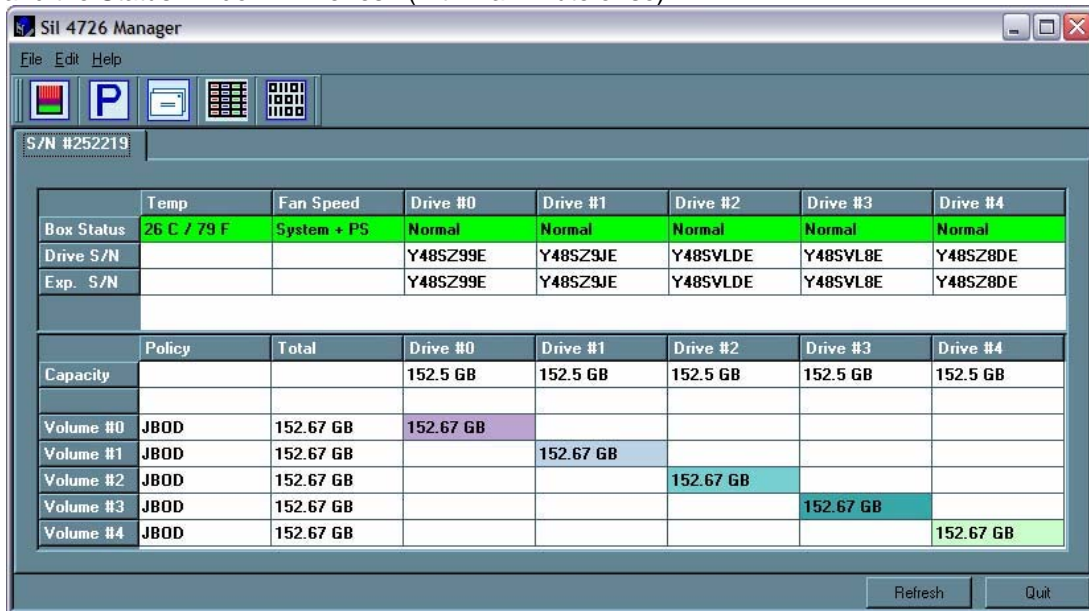 Sil 4726 Manager
File Edit Help
P
S/N #252219
Temp Fan Speed Drive #0 Drive #1 Drive #2 Drive #3 Drive #4
Box Status 26 C / 79 F System + PS Normal Normal Normal Normal Normal
Drive S/N Y48SZ99E Y48SZ9JE Y48SVLDE Y48SVL8E Y48SZ8DE
Exp. S/N Y48SZ99E Y48SZ9JE Y48SVLDE Y48SVL8E Y48SZ8DE
Policy Total Drive #0 Drive #1 Drive #2 Drive #3 Drive #4
Capacity 152.5 GB 152.5 GB 152.5 GB 152.5 GB 152.5 GB
Volume #0 JBOD 152.67 GB 152.67 GB
Volume #1 JBOD 152.67 GB 152.67 GB
Volume #2 JBOD 152.67 GB 152.67 GB
Volume #3 JBOD 152.67 GB 152.67 GB
Volume #4 JBOD 152.67 GB 152.67 GB
Refresh Quit